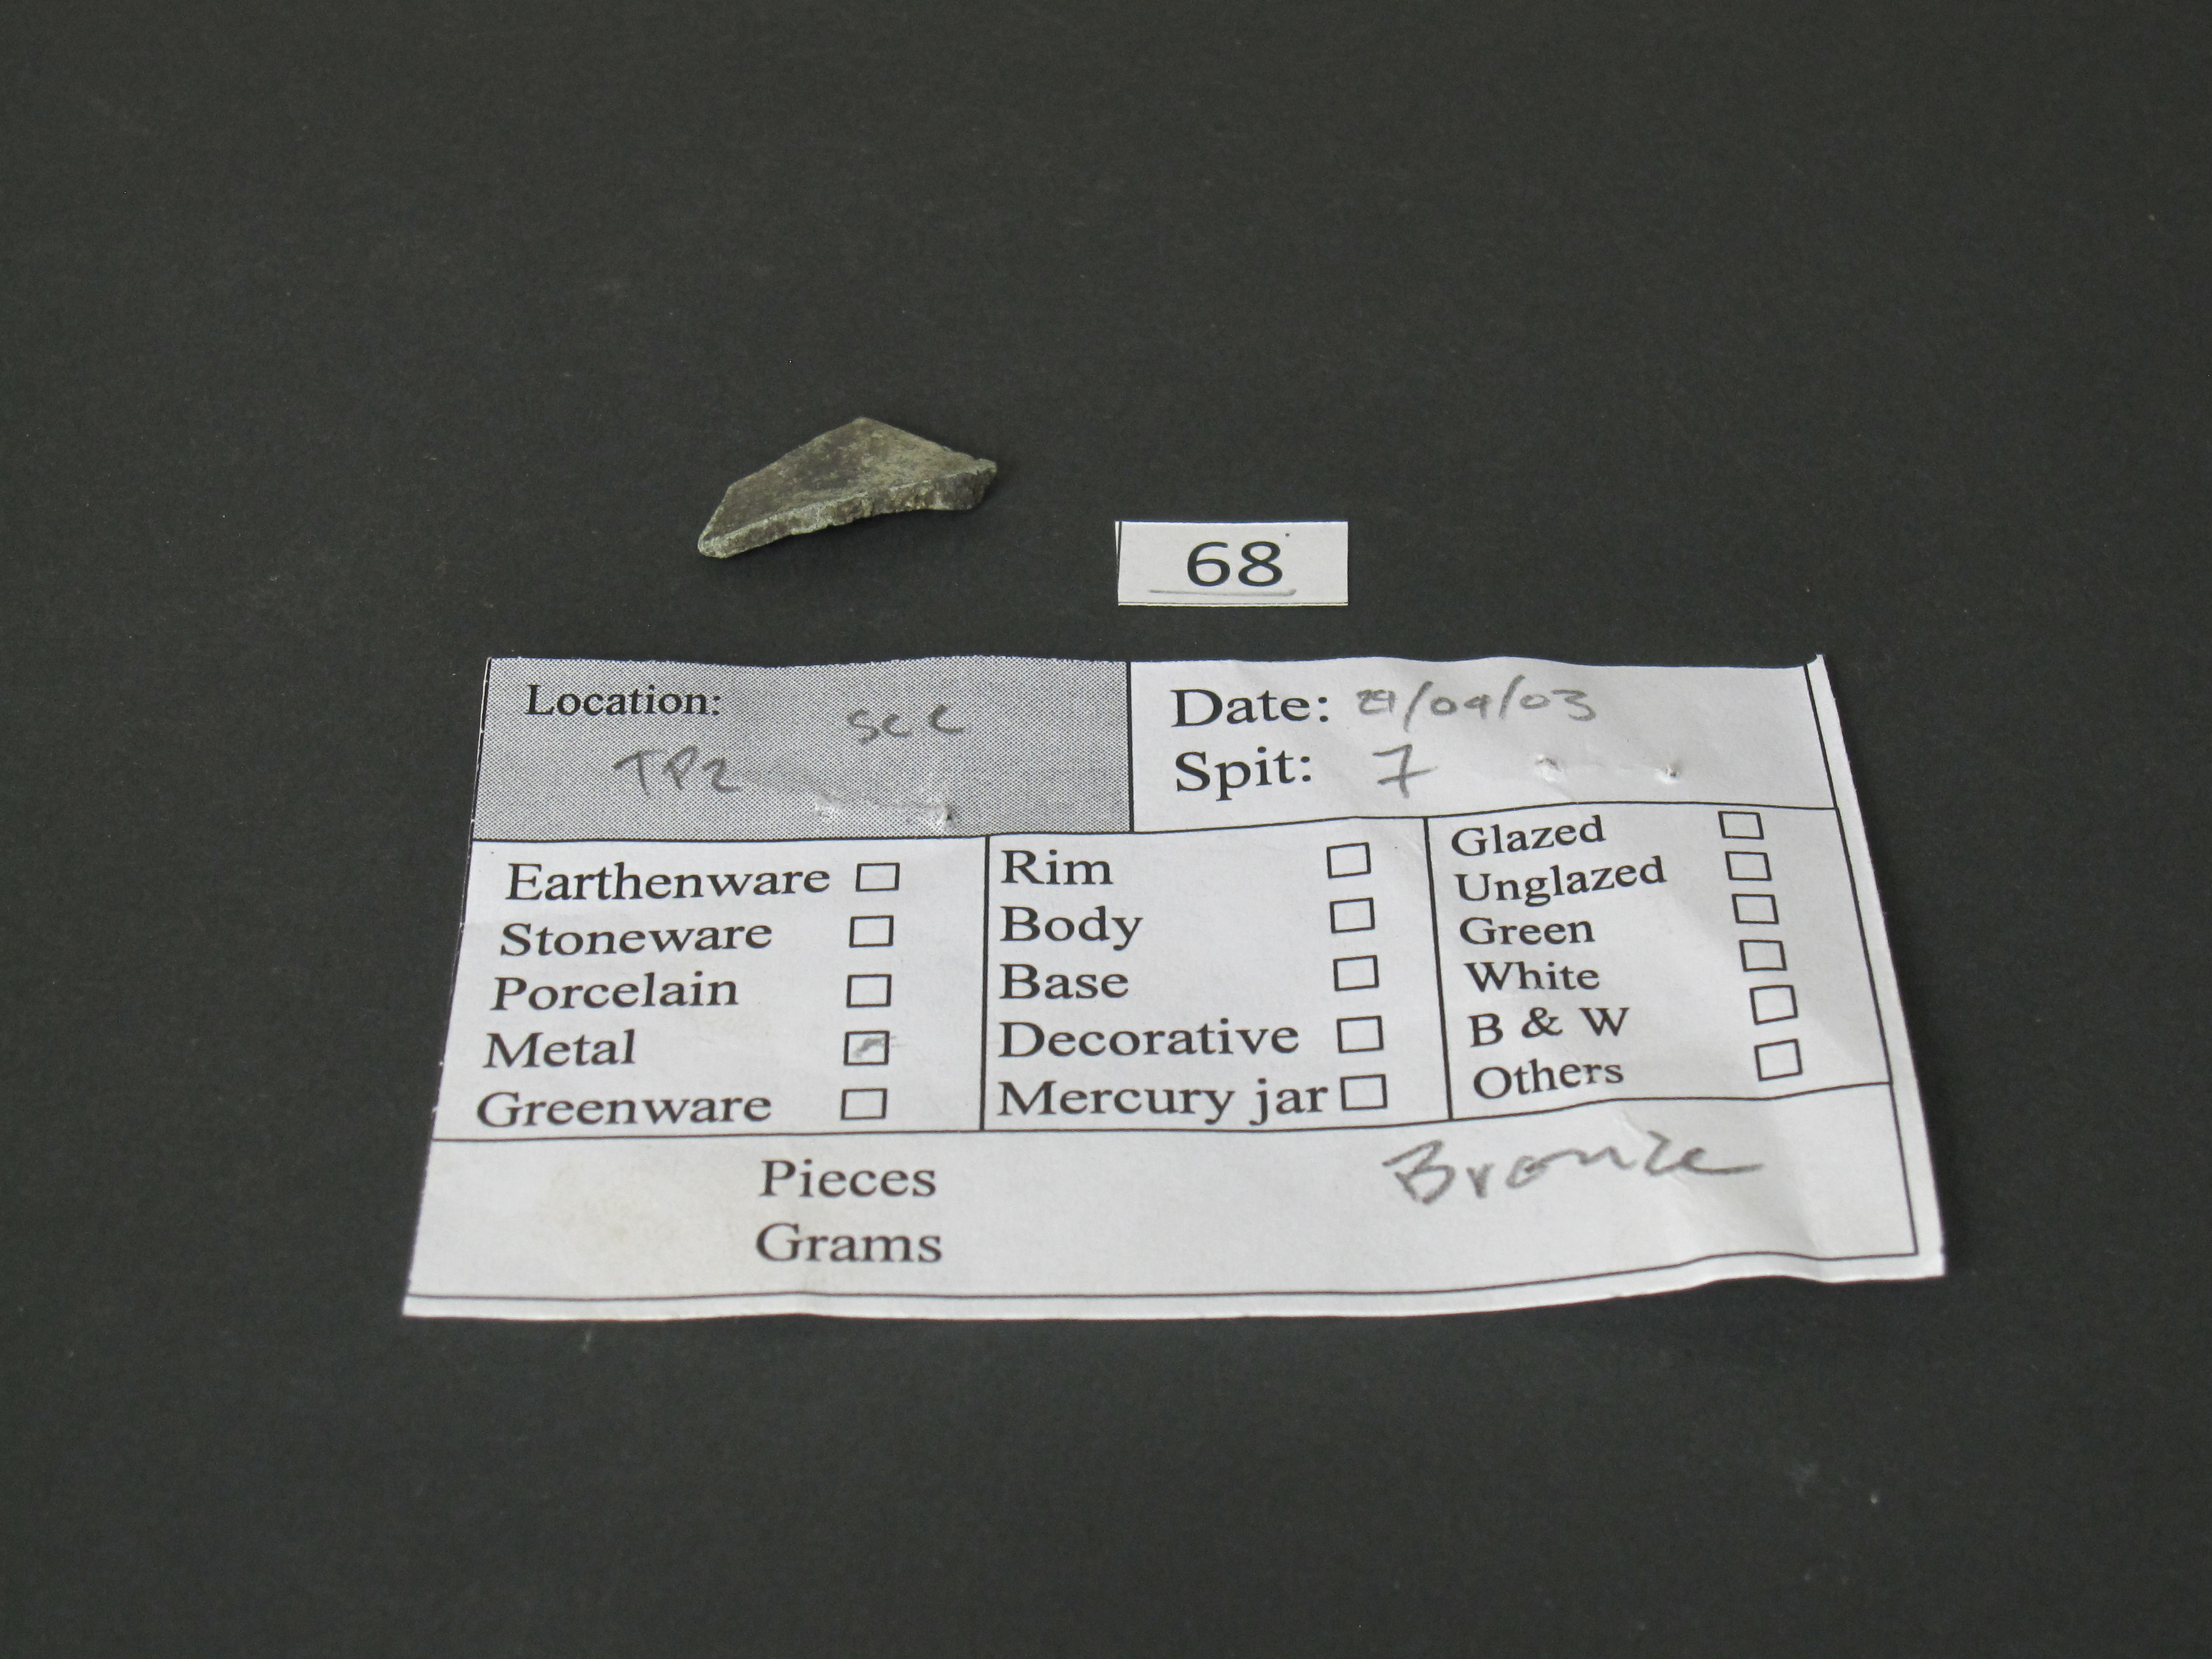 68
Location: SCC
TP2
Date: /04/03
Spit: 7
Earthenware
Stoneware
Porcelain
Metal
Greenware
Rim
Body
Base
Decorative
Mercury jar
Glazed
Unglazed
Green
White
B & W
Others
Pieces
Grams
Bronze